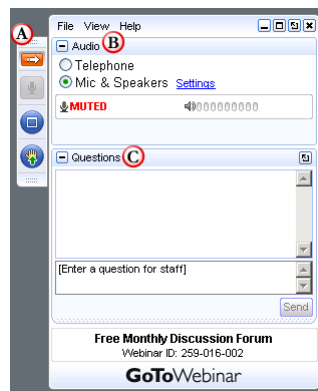 A
File View Help
Audio B
Telephone
Mic & Speakers Settings
MUTED
Questions C
[Enter a question for staff]
Send
Free Monthly Discussion Forum
Webinar ID: 259-016-002
GoToWebinar